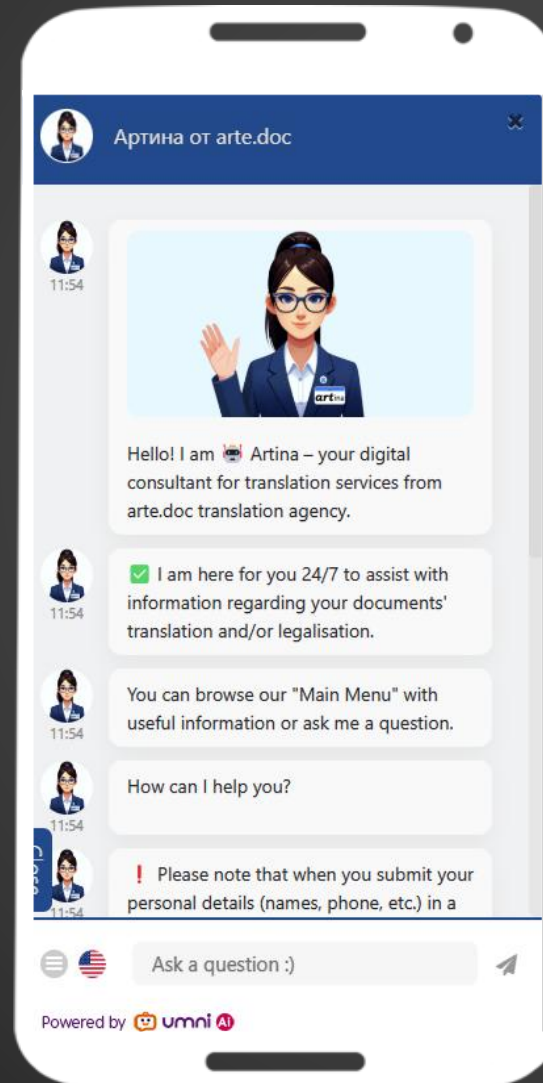 Артина от arte.doc
artina
11:54
Hello! I am Artina – your digital
consultant for translation services from
arte.doc translation agency.
11:54
I am here for you 24/7 to assist with
information regarding your documents'
translation and/or legalisation.
11:54
You can browse our "Main Menu" with
useful information or ask me a question.
11:54
How can I help you?
11:54
Please note that when you submit your
personal details (names, phone, etc.) in a
Close
Ask a question :)
Powered by umni AI